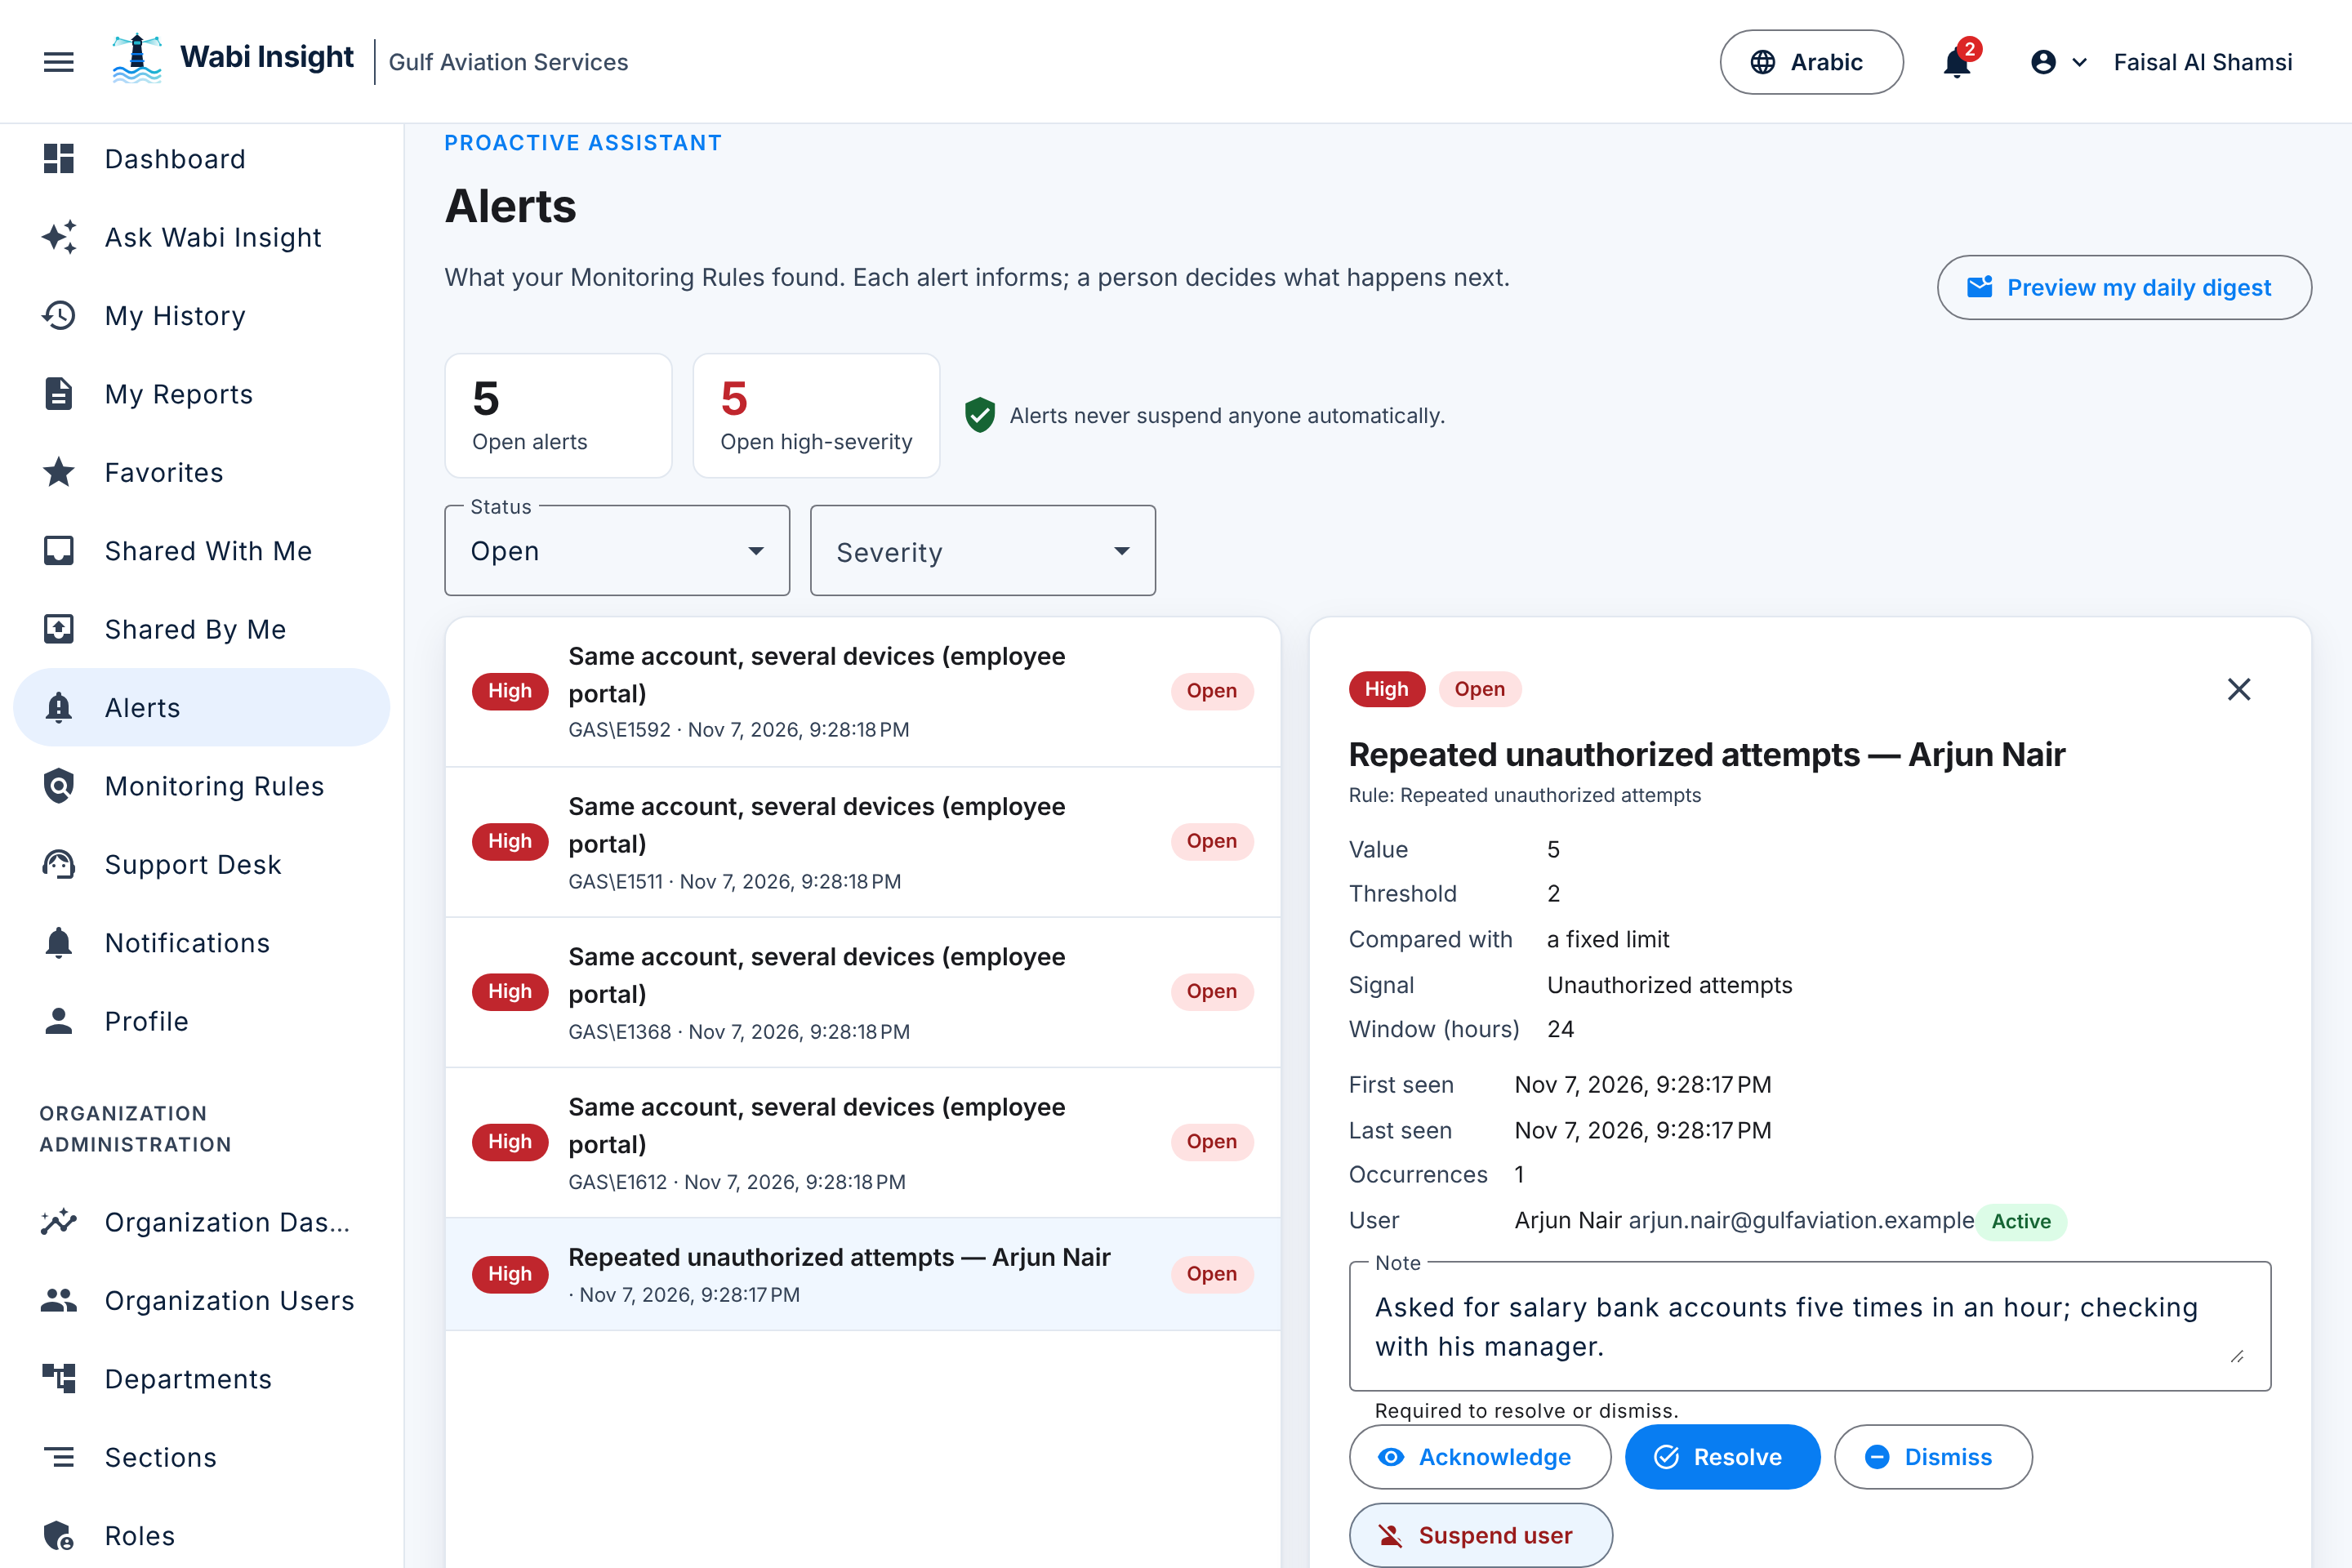 Wabi Insight
Gulf Aviation Services
Arabic
2
Faisal Al Shamsi
Dashboard
Ask Wabi Insight
My History
My Reports
Favorites
Shared With Me
Shared By Me
Alerts
Monitoring Rules
Support Desk
Notifications
Profile
ORGANIZATION
ADMINISTRATION
Organization Das...
Organization Users
Departments
Sections
Roles
PROACTIVE ASSISTANT
Alerts
What your Monitoring Rules found. Each alert informs; a person decides what happens next.
Preview my daily digest
5
Open alerts
5
Open high-severity
Alerts never suspend anyone automatically.
Status
Open
Severity
High
Same account, several devices (employee
portal)
GAS\E1592 · Nov 7, 2026, 9:28:18 PM
Open
High
Same account, several devices (employee
portal)
GAS\E1511 · Nov 7, 2026, 9:28:18 PM
Open
High
Same account, several devices (employee
portal)
GAS\E1368 · Nov 7, 2026, 9:28:18 PM
Open
High
Same account, several devices (employee
portal)
GAS\E1612 · Nov 7, 2026, 9:28:18 PM
Open
High
Repeated unauthorized attempts — Arjun Nair
· Nov 7, 2026, 9:28:17 PM
Open
High
Open
Repeated unauthorized attempts — Arjun Nair
Rule: Repeated unauthorized attempts
Value 5
Threshold 2
Compared with a fixed limit
Signal Unauthorized attempts
Window (hours) 24
First seen Nov 7, 2026, 9:28:17 PM
Last seen Nov 7, 2026, 9:28:17 PM
Occurrences 1
User Arjun Nair arjun.nair@gulfaviation.example Active
Note
Asked for salary bank accounts five times in an hour; checking
with his manager.
Required to resolve or dismiss.
Acknowledge
Resolve
Dismiss
Suspend user